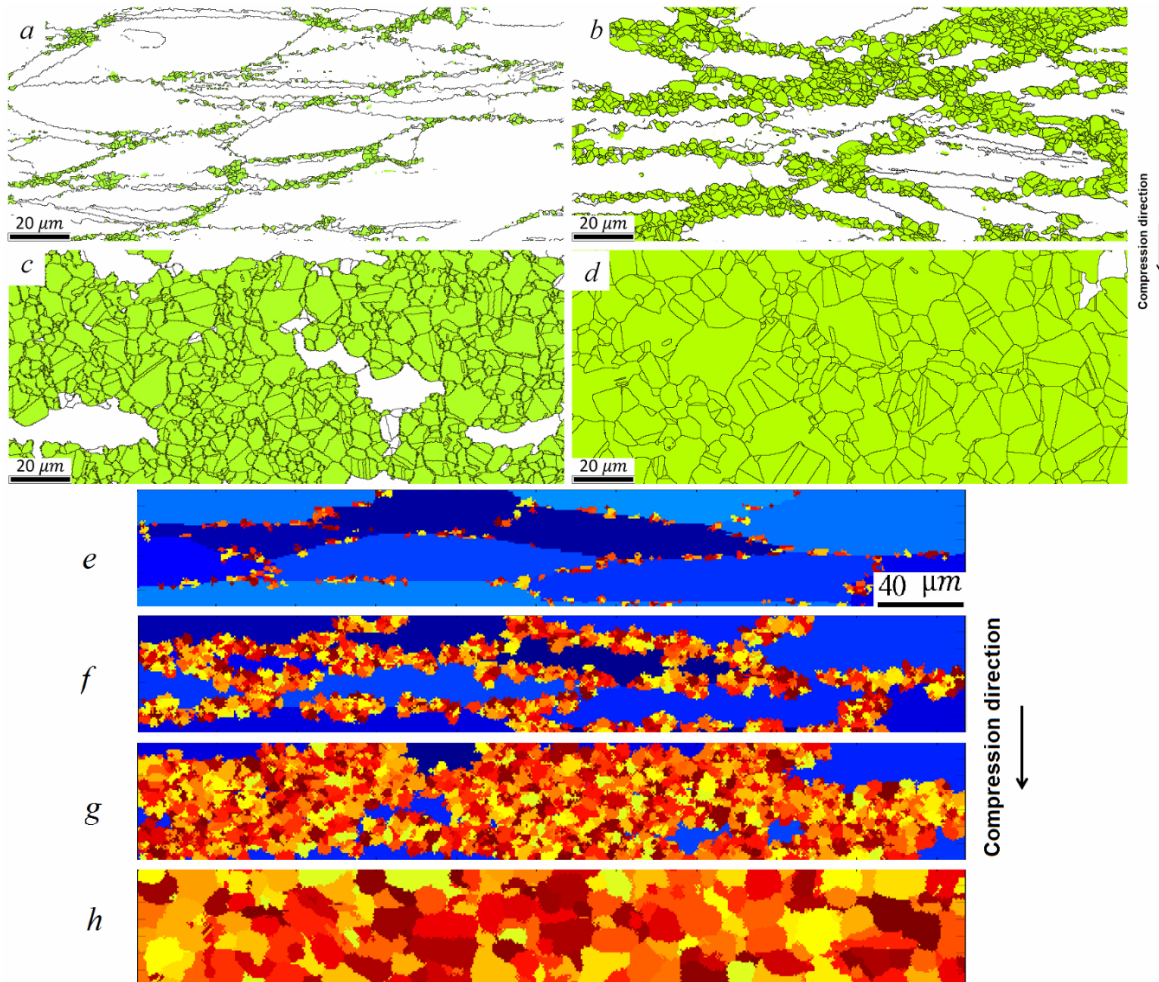 a
b
20 μm
20 μm
Compression direction
c
d
20 μm
20 μm
e
40 μm
f
g
h
Compression direction